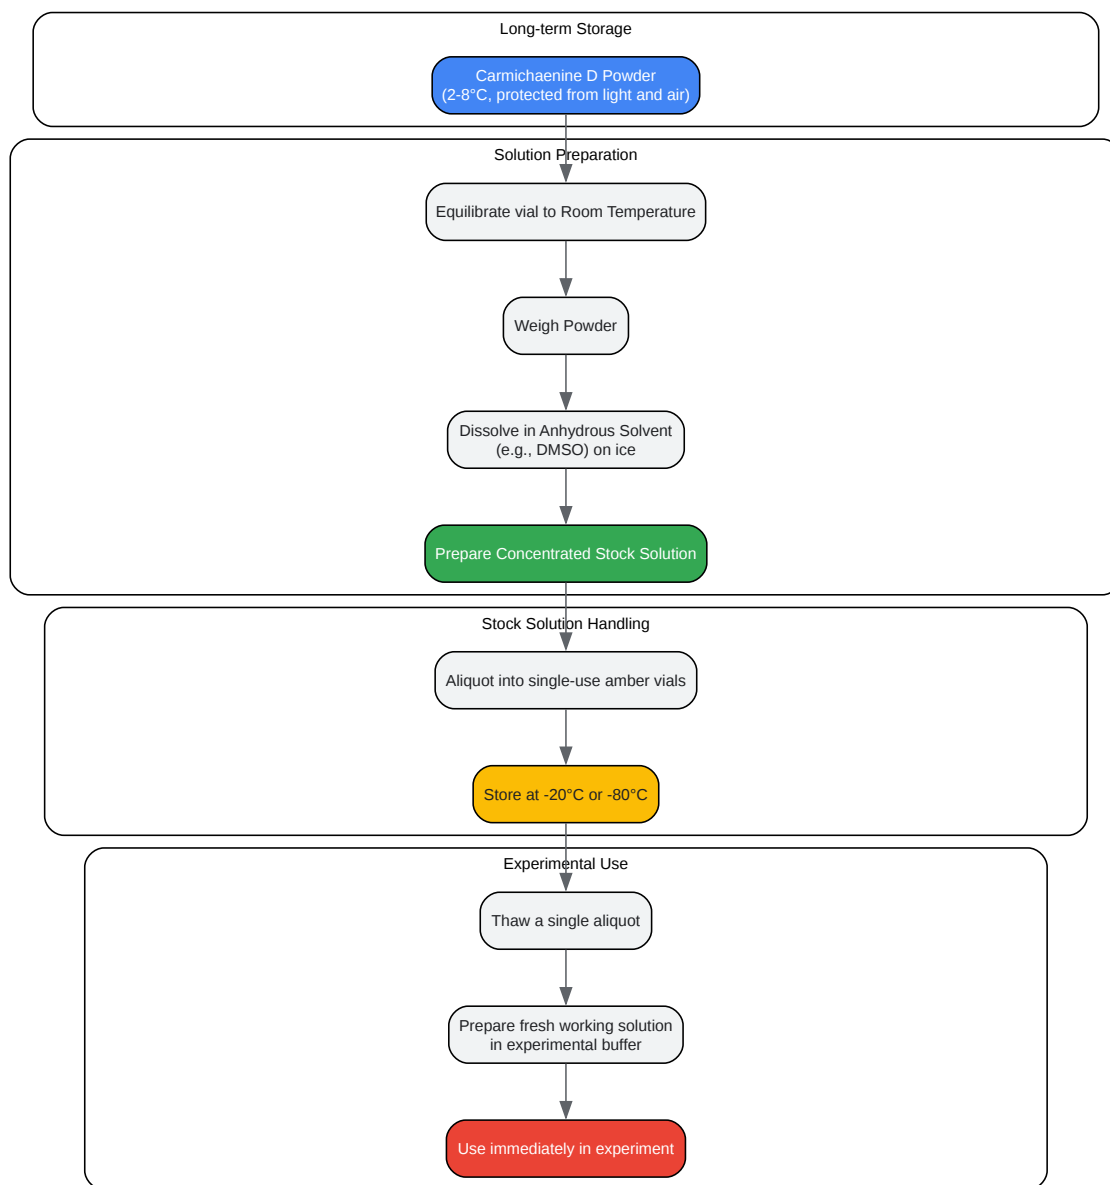 Long-term Storage
Carmichaenine D Powder
(2-8°C, protected from light and air)
Solution Preparation
Equilibrate vial to Room Temperature
Weigh Powder
Dissolve in Anhydrous Solvent
(e.g., DMSO) on ice
Prepare Concentrated Stock Solution
Stock Solution Handling
Aliquot into single-use amber vials
Store at -20°C or -80°C
Experimental Use
Thaw a single aliquot
Prepare fresh working solution
in experimental buffer
Use immediately in experiment